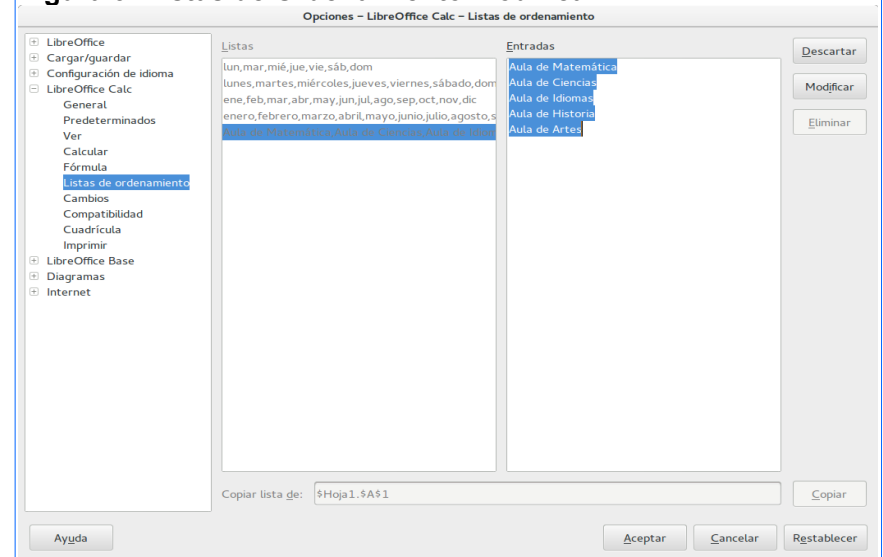 Opciones – LibreOffice Calc – Listas de ordenamiento
LibreOffice
Cargar/guardar
Configuración de idioma
LibreOffice Calc
General
Predeterminados
Ver
Calcular
Fórmula
Listas de ordenamiento
Cambios
Compatibilidad
Cuadrícula
Imprimir
LibreOffice Base
Diagramas
Internet
Listas
lun,mar,mié,jue,vie,sáb,dom
lunes,martes,miércoles,jueves,viernes,sábado,dom
ene,feb,mar,abr,may,jun,jul,ago,sep,oct,nov,dic
enero,febrero,marzo,abril,mayo,junio,julio,agosto,s
Aula de Matemática,Aula de Ciencias,Aula de Idiom
Entradas
Aula de Matemática
Aula de Ciencias
Aula de Idiomas
Aula de Historia
Aula de Artes
Descartar
Modificar
Eliminar
Copiar lista de: $Hoja1.$A$1
Copiar
Ayuda
Aceptar
Cancelar
Restablecer